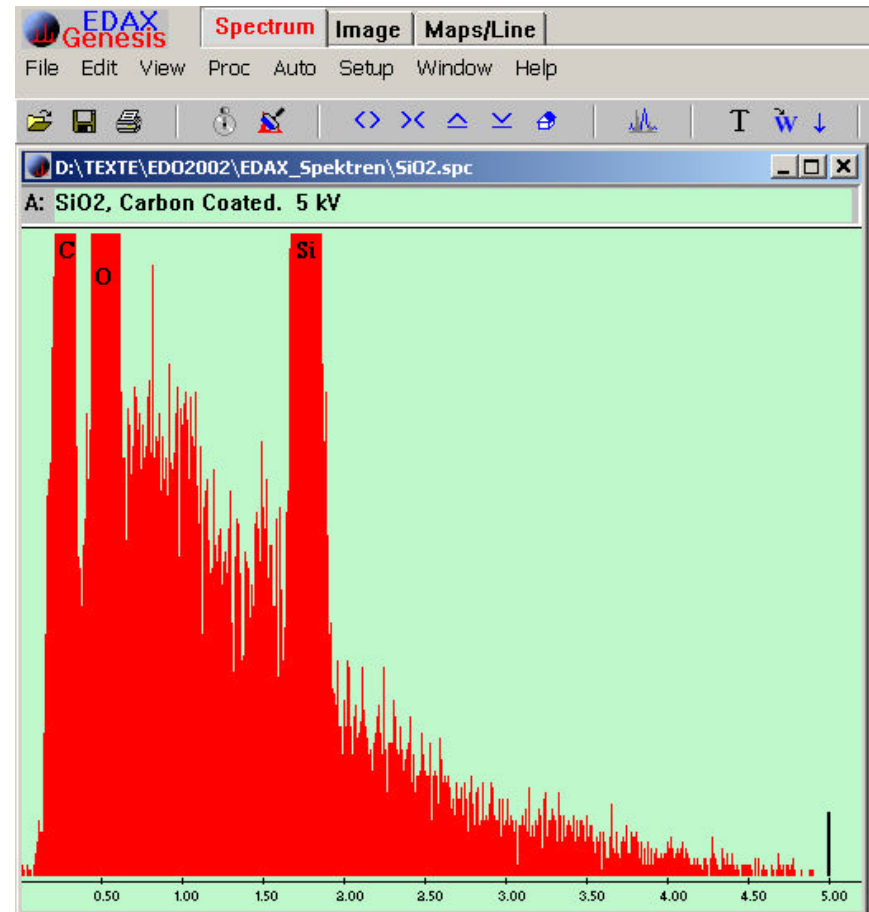 EDAX
Genesis
Spectrum Image Maps/Line
File Edit View Proc Auto Setup Window Help
T w
D:\TEXTE\EDO2002\EDAX_Spektren\SiO2.spc
A: SiO2, Carbon Coated. 5 kV
C
O
Si
0.50 1.00 1.50 2.00 2.50 3.00 3.50 4.00 4.50 5.00